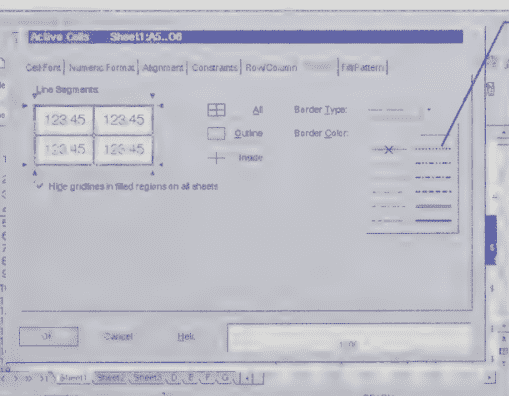 Active Cells Sheet1:A5..D6
Cell Font Numeric Format Alignment Constraints Row/Column Fill Pattern
Line Segments
All Border Type:
123.45 123.45
Outline Border Color:
123.45 123.45
Inside
Hide gridlines in filled regions on all sheets
OK Cancel Help
Sheet1 Sheet2 Sheet3 D E F G